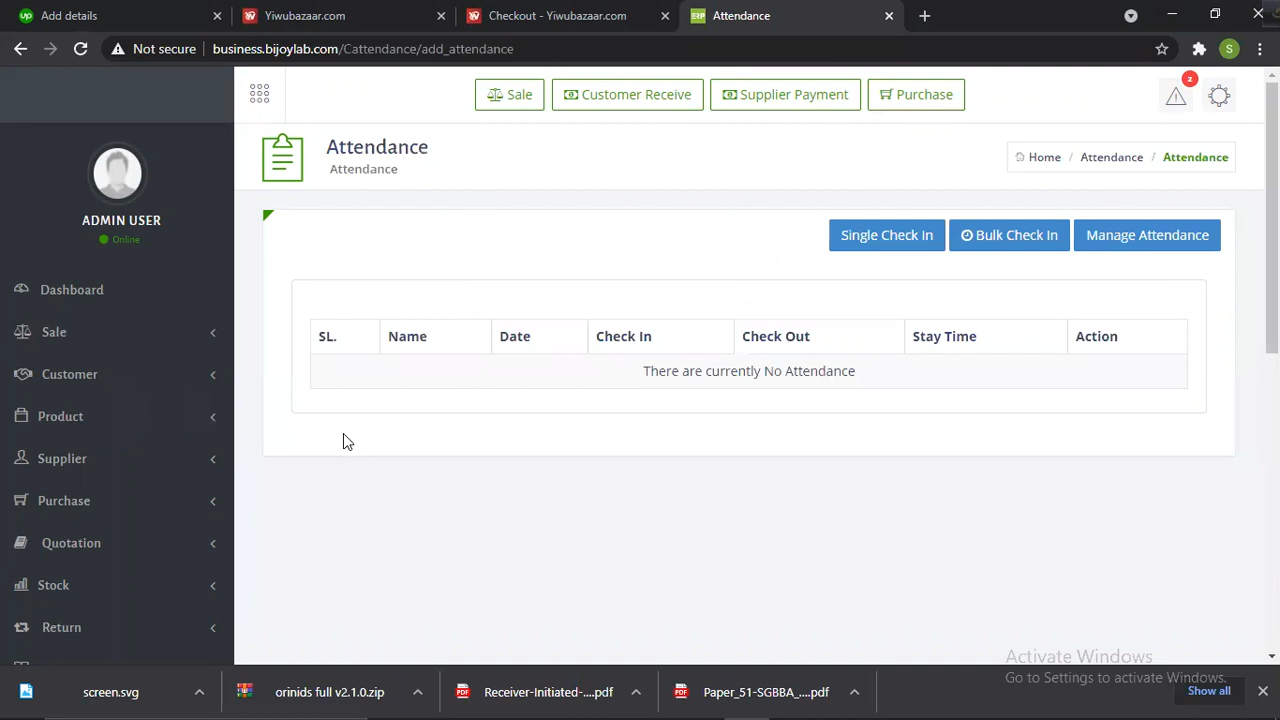 up Add details
Yiwubazaar.com
Checkout - Yiwubazaar.com
ERP Attendance
Not secure business.bijoylab.com/Cattendance/add_attendance
S
Sale
Customer Receive
Supplier Payment
Purchase
2
Attendance
Attendance
Home / Attendance / Attendance
ADMIN USER
Online
Single Check In
Bulk Check In
Manage Attendance
Dashboard
Sale
Customer
Product
Supplier
Purchase
Quotation
Stock
Return
SL. Name Date Check In Check Out Stay Time Action
There are currently No Attendance
Activate Windows
Go to Settings to activate Windows.
screen.svg
orinids full v2.1.0.zip
PDF Receiver-Initiated-....pdf
PDF Paper_51-SGBBA_....pdf
Show all